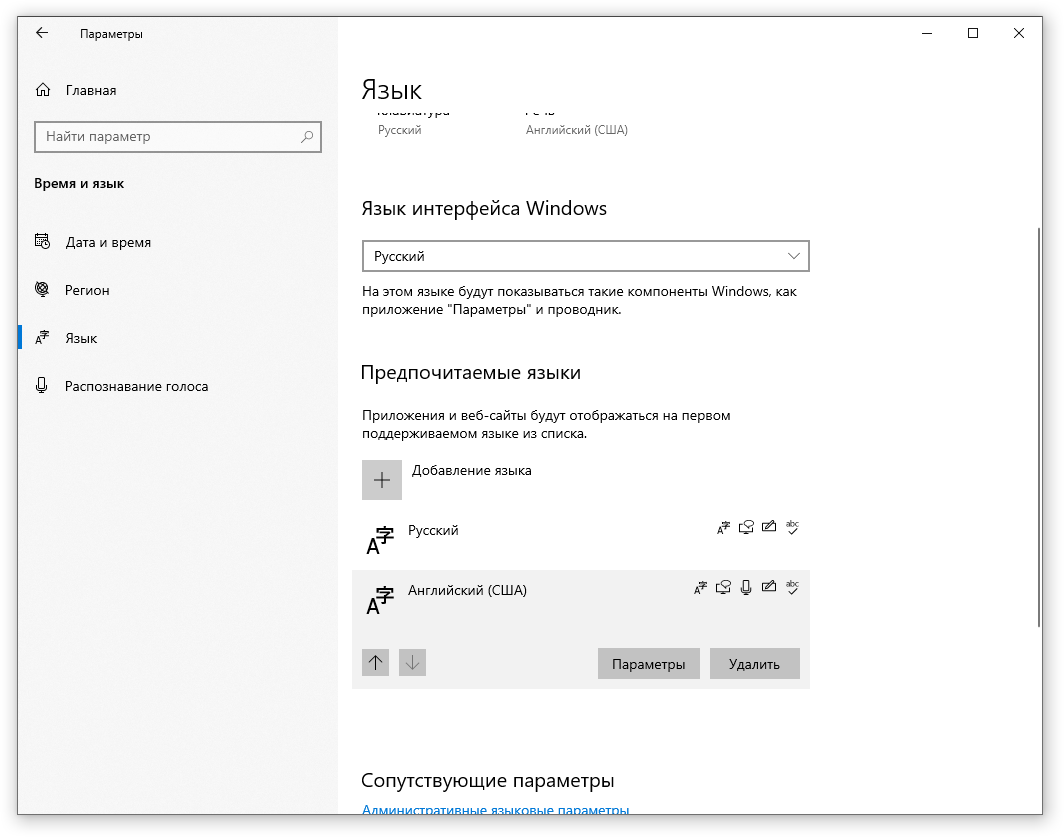 Параметры
Главная
Найти параметр
Время и язык
Дата и время
Регион
Язык
Распознавание голоса
Язык
Клавиатура Речь
Русский Английский (США)
Язык интерфейса Windows
Русский
На этом языке будут показываться такие компоненты Windows, как
приложение "Параметры" и проводник.
Предпочитаемые языки
Приложения и веб-сайты будут отображаться на первом
поддерживаемом языке из списка.
Добавление языка
Русский
Английский (США)
Параметры Удалить
Сопутствующие параметры
Административные языковые параметры